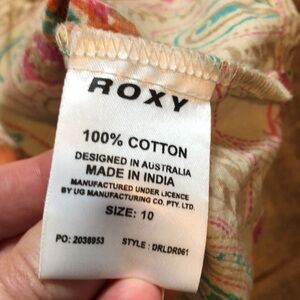 ROXY
100% COTTON
DESIGNED IN AUSTRALIA
MADE IN INDIA
MANUFACTURED UNDER LICENCE
BY UG MANUFACTURING CO. PTY. LTD.
SIZE: 10
PO: 2036953 STYLE : DRLDR061